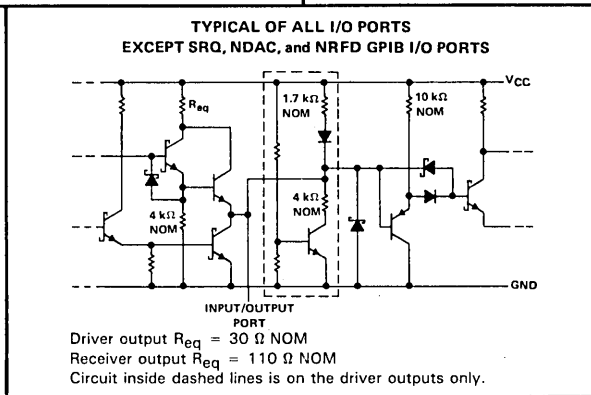 TYPICAL OF ALL I/O PORTS
EXCEPT SRQ, NDAC, and NRFD GPIB I/O PORTS
VCC
Req
1.7 kΩ
NOM
10 kΩ
NOM
4 kΩ
NOM
4 kΩ
NOM
GND
INPUT/OUTPUT
PORT
Driver output Req = 30 Ω NOM
Receiver output Req = 110 Ω NOM
Circuit inside dashed lines is on the driver outputs only.